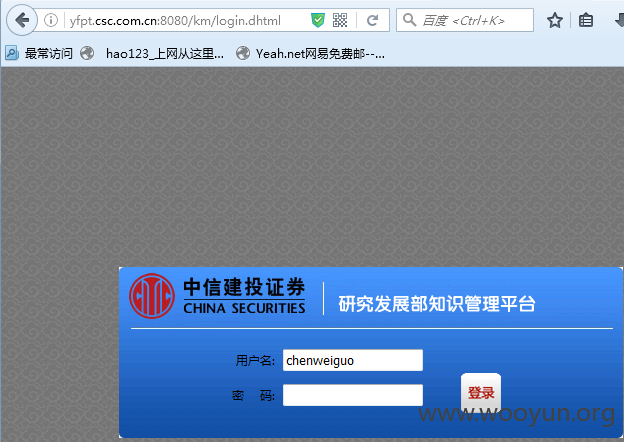 yfpt.csc.com.cn:8080/km/login.dhtml
百度 <Ctrl+K>
最常访问 hao123_上网从这里... Yeah.net网易免费邮--...
中信建投证券
CHINA SECURITIES
研究发展部知识管理平台
用户名: chenweiguo
密 码:
登录
www.wooyun.org